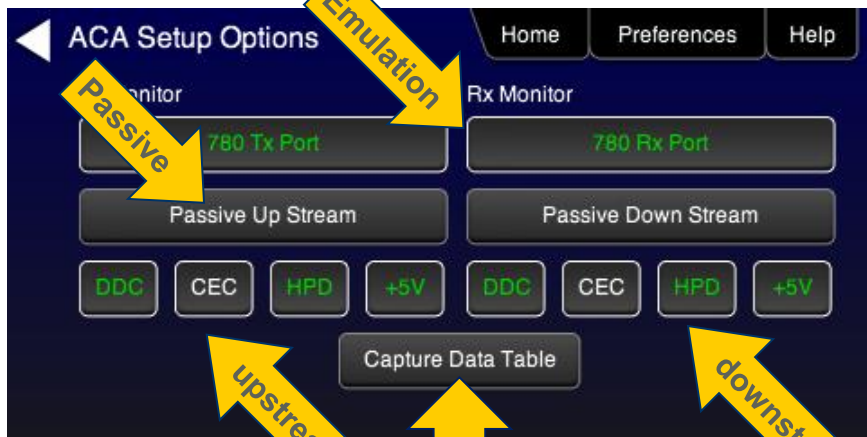 ACA Setup Options
Home
Preferences
Help
Emulation
Passive
Rx Monitor
780 Tx Port
780 Rx Port
Passive Up Stream
Passive Down Stream
DDC CEC HPD +5V
DDC CEC HPD +5V
Capture Data Table